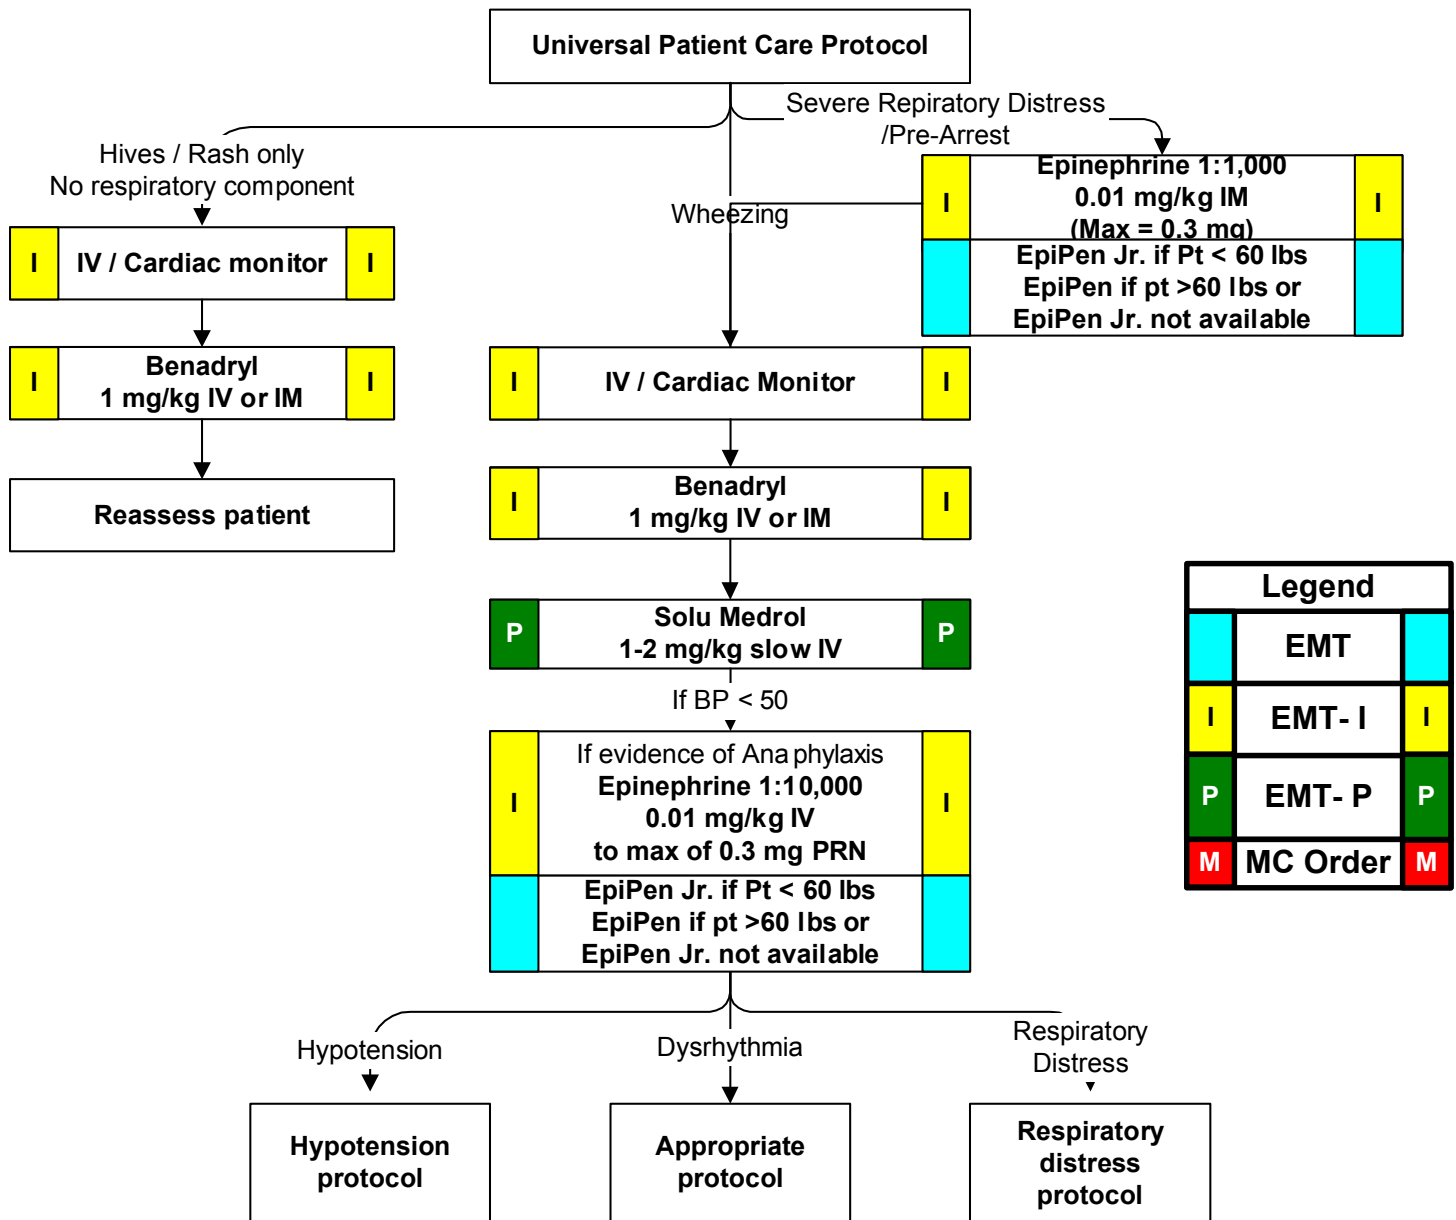 Universal Patient Care Protocol
Severe Repiratory Distress
/Pre-Arrest
Hives / Rash only
No respiratory component
Wheezing
I
Epinephrine 1:1,000
0.01 mg/kg IM
(Max = 0.3 mg)
I
EpiPen Jr. if Pt < 60 lbs
EpiPen if pt >60 lbs or
EpiPen Jr. not available
I
IV / Cardiac monitor
I
I
Benadryl
1 mg/kg IV or IM
I
Reassess patient
I
IV / Cardiac Monitor
I
I
Benadryl
1 mg/kg IV or IM
I
P
Solu Medrol
1-2 mg/kg slow IV
P
If BP < 50
I
If evidence of Anaphylaxis
Epinephrine 1:10,000
0.01 mg/kg IV
to max of 0.3 mg PRN
I
EpiPen Jr. if Pt < 60 lbs
EpiPen if pt >60 lbs or
EpiPen Jr. not available
Hypotension
Dysrhythmia
Respiratory
Distress
Hypotension
protocol
Appropriate
protocol
Respiratory
distress
protocol
Legend
EMT
I
EMT- I
I
P
EMT- P
P
M
MC Order
M